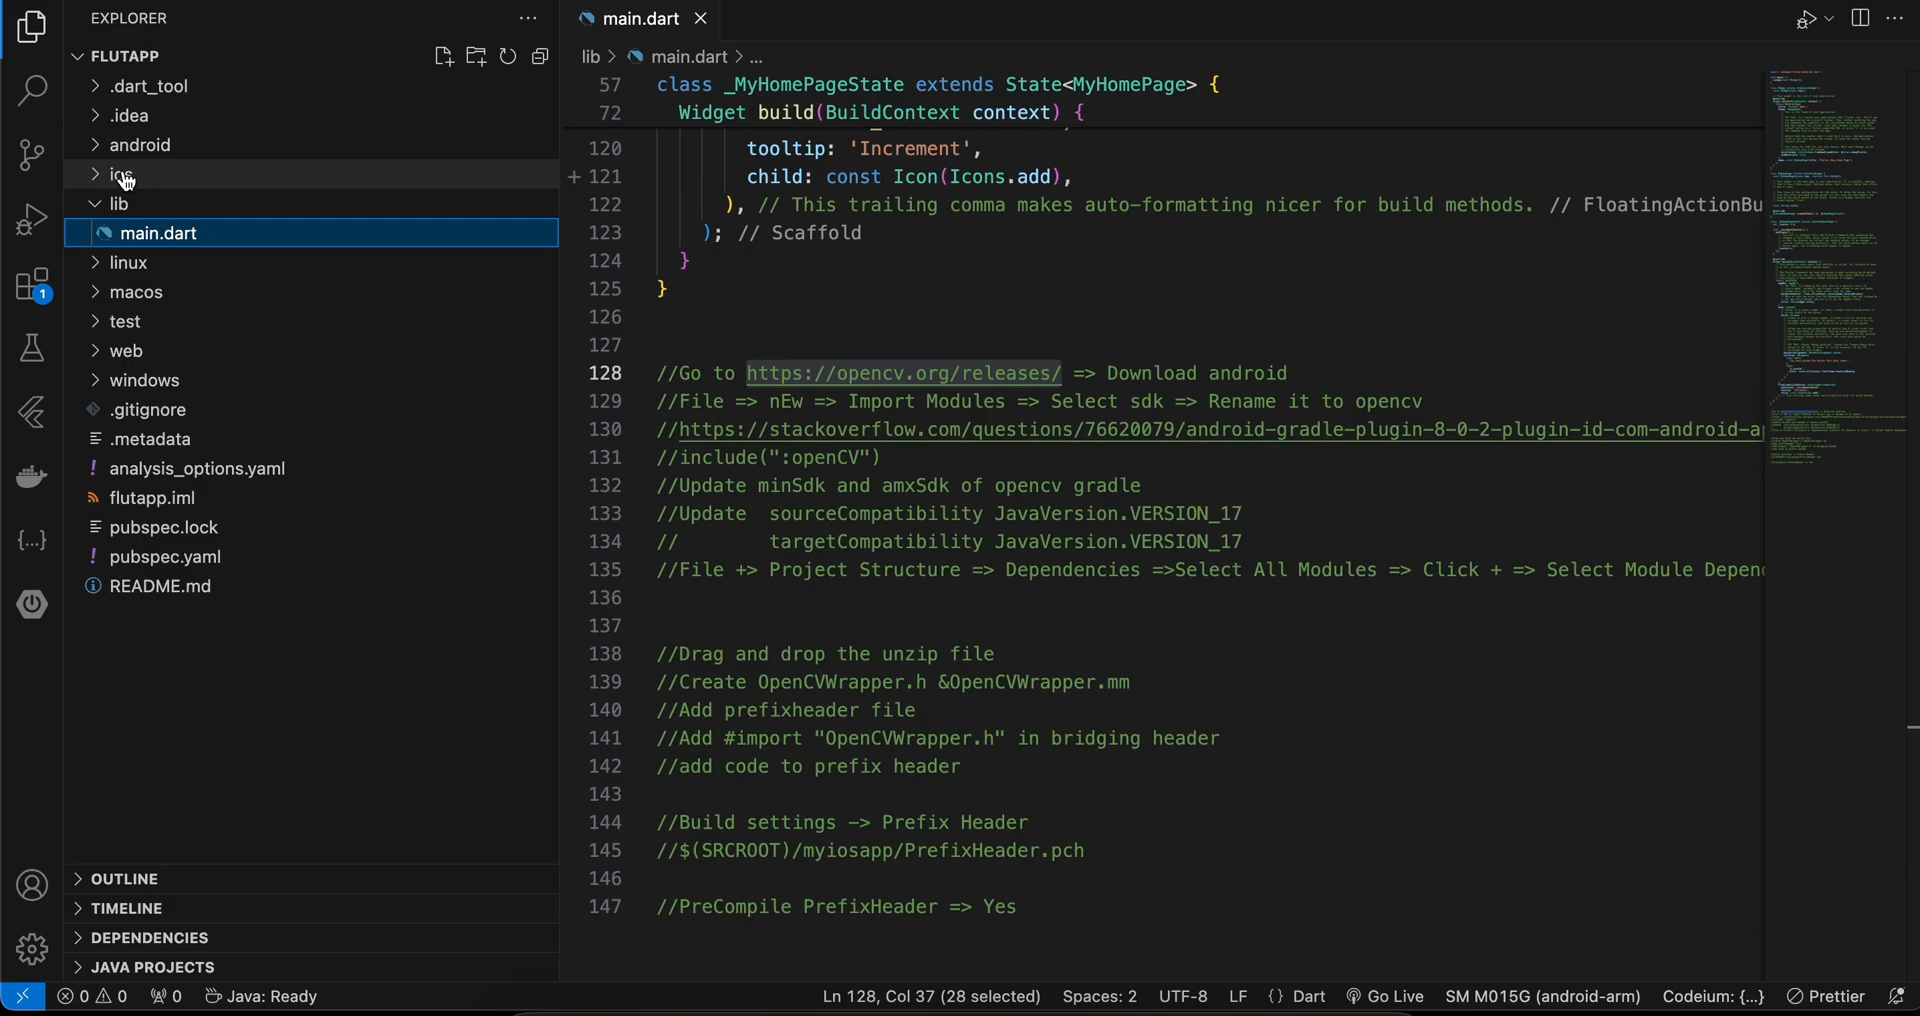 EXPLORER
FLUTAPP
.dart_tool
.idea
android
ios
lib
main.dart
linux
macos
test
web
windows
.gitignore
.metadata
analysis_options.yaml
flutapp.iml
pubspec.lock
pubspec.yaml
README.md
OUTLINE
TIMELINE
DEPENDENCIES
JAVA PROJECTS
1
main.dart
lib > main.dart > ...
57 class _MyHomePageState extends State<MyHomePage> {
72 Widget build(BuildContext context) {
120 tooltip: 'Increment',
121 child: const Icon(Icons.add),
122 ), // This trailing comma makes auto-formatting nicer for build methods. // FloatingActionBu
123 ); // Scaffold
124 }
125 }
126
127
128 //Go to https://opencv.org/releases/ => Download android
129 //File => nEw => Import Modules => Select sdk => Rename it to opencv
130 //https://stackoverflow.com/questions/76620079/android-gradle-plugin-8-0-2-plugin-id-com-android-a
131 //include(":openCV")
132 //Update minSdk and amxSdk of opencv gradle
133 //Update sourceCompatibility JavaVersion.VERSION_17
134 // targetCompatibility JavaVersion.VERSION_17
135 //File +> Project Structure => Dependencies =>Select All Modules => Click + => Select Module Depen
136
137
138 //Drag and drop the unzip file
139 //Create OpenCVWrapper.h &OpenCVWrapper.mm
140 //Add prefixheader file
141 //Add #import "OpenCVWrapper.h" in bridging header
142 //add code to prefix header
143
144 //Build settings -> Prefix Header
145 //$(SRCROOT)/myiosapp/PrefixHeader.pch
146
147 //PreCompile PrefixHeader => Yes
0 0 0 Java: Ready Ln 128, Col 37 (28 selected) Spaces: 2 UTF-8 LF {} Dart Go Live SM M015G (android-arm) Codeium: {...} Prettier